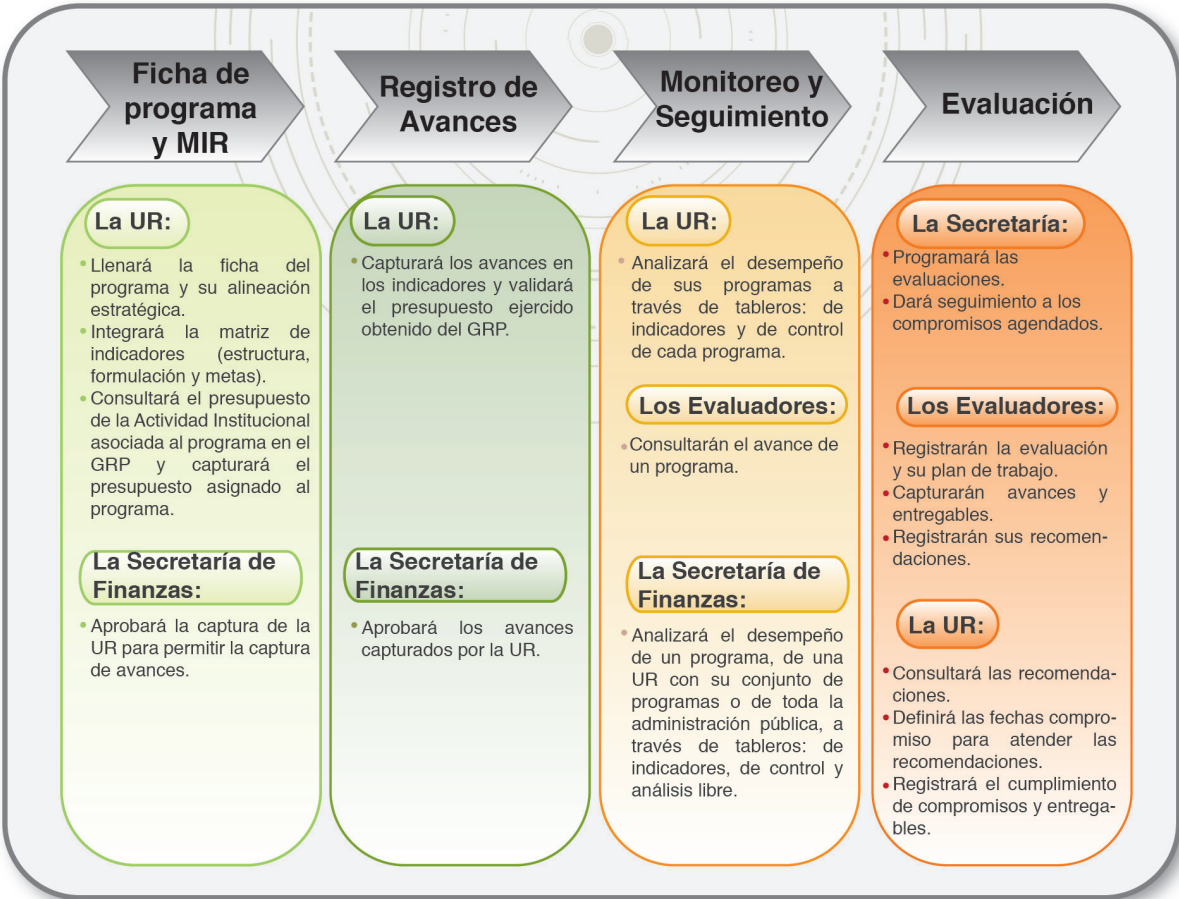 Ficha de
programa
y MIR
La UR:
• Llenará la ficha del
programa y su alineación
estratégica.
• Integrará la matriz de
indicadores (estructura,
formulación y metas).
• Consultará el presupuesto
de la Actividad Institucional
asociada al programa en el
GRP y capturará el
presupuesto asignado al
programa.
La Secretaría de
Finanzas:
• Aprobará la captura de la
UR para permitir la captura
de avances.
Registro de
Avances
La UR:
• Capturará los avances en
los indicadores y validará
el presupuesto ejercido
obtenido del GRP.
La Secretaría de
Finanzas:
• Aprobará los avances
capturados por la UR.
Monitoreo y
Seguimiento
La UR:
• Analizará el desempeño
de sus programas a
través de tableros: de
indicadores y de control
de cada programa.
Los Evaluadores:
• Consultarán el avance de
un programa.
La Secretaría de
Finanzas:
• Analizará el desempeño
de un programa, de una
UR con su conjunto de
programas o de toda la
administración pública, a
través de tableros: de
indicadores, de control y
análisis libre.
Evaluación
La Secretaría:
• Programará las
evaluaciones.
• Dará seguimiento a los
compromisos agendados.
Los Evaluadores:
• Registrarán la evaluación
y su plan de trabajo.
• Capturarán avances y
entregables.
• Registrarán sus recomen-
daciones.
La UR:
• Consultará las recomenda-
ciones.
• Definirá las fechas compro-
miso para atender las
recomendaciones.
• Registrará el cumplimiento
de compromisos y entrega-
bles.